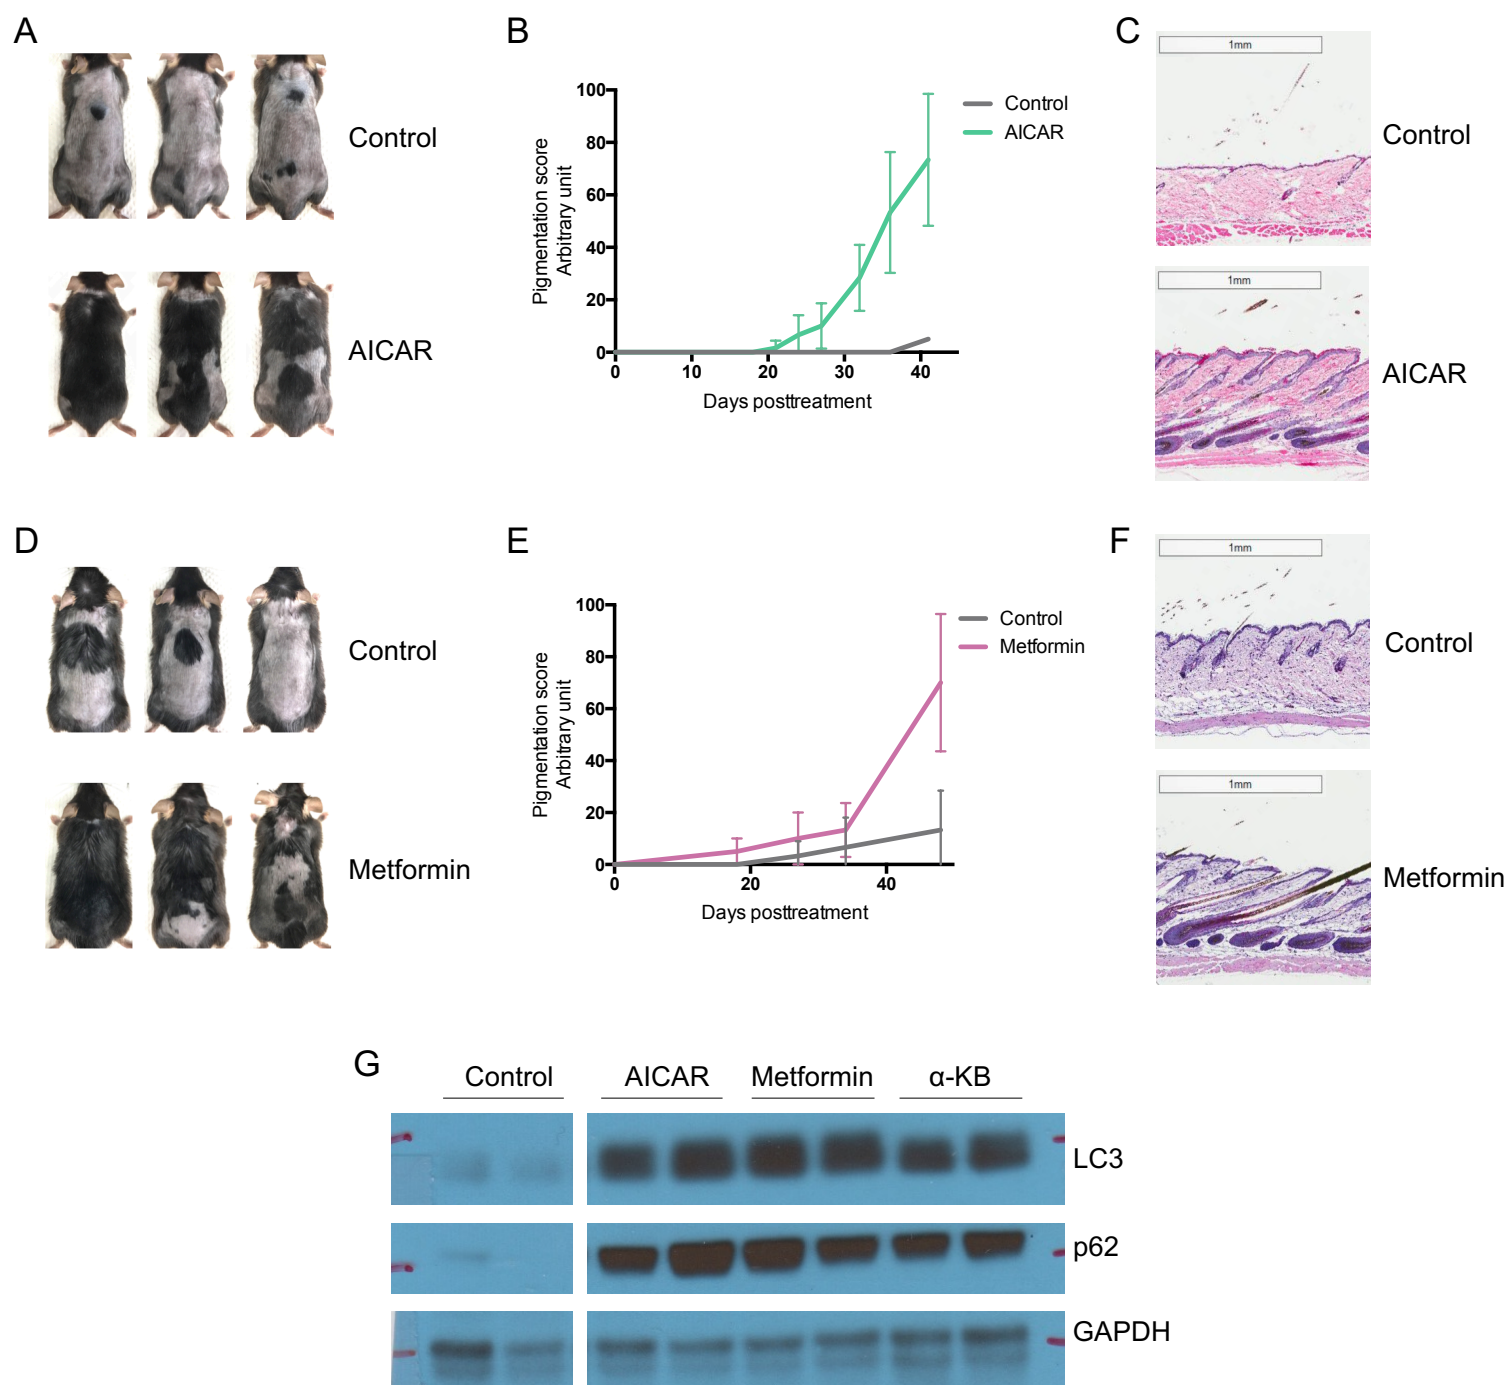 A
Control
AICAR
B
Pigmentation score
Arbitrary unit
100
80
60
40
20
0
0 10 20 30 40
Days posttreatment
Control
AICAR
C
1mm
Control
1mm
AICAR
D
Control
Metformin
E
Pigmentation score
Arbitrary unit
100
80
60
40
20
0
0 20 40
Days posttreatment
Control
Metformin
F
1mm
Control
1mm
Metformin
G
Control AICAR Metformin α-KB
LC3
p62
GAPDH